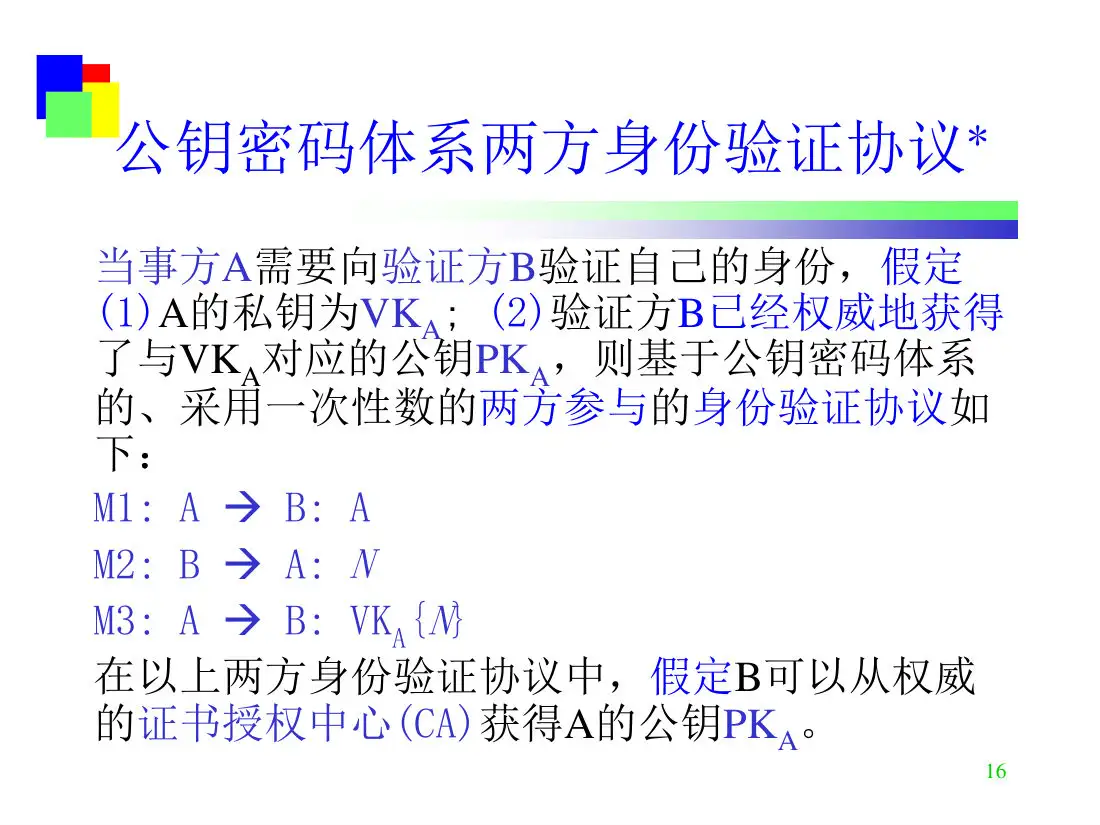 公钥密码体系两方身份验证协议*
当事方A需要向验证方B验证自己的身份，假定
(1)A的私钥为VKA；(2)验证方B已经权威地获得
了与VKA对应的公钥PKA，则基于公钥密码体系
的、采用一次性数的两方参与的身份验证协议如
下：
M1: A → B: A
M2: B → A: N
M3: A → B: VKA{N}
在以上两方身份验证协议中，假定B可以从权威
的证书授权中心(CA)获得A的公钥PKA。
16